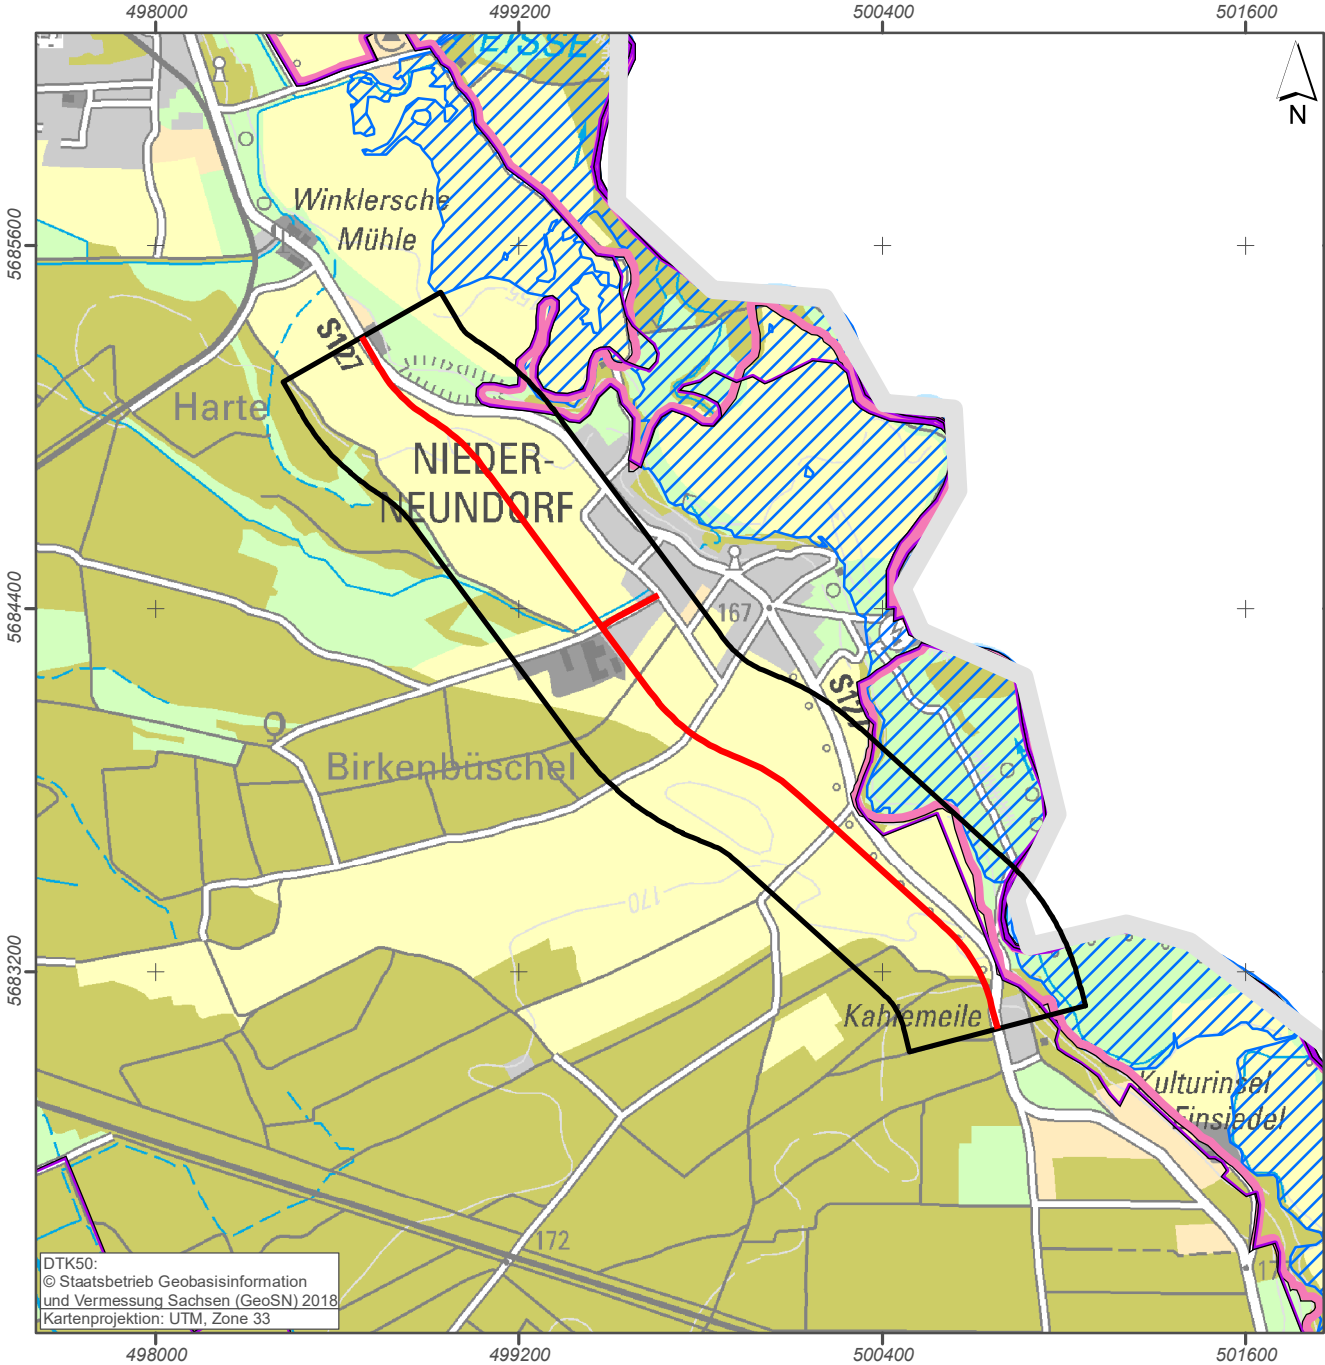 498000
499200
500400
501600
EISSE
N
Winklersche
Mühle
5685600
S127
Harte
NIEDER-
NEUNDORF
5684400
167
S127
Birkenbüschel
170
5683200
Kahlemeile
Kulturinsel
Einsiedel
172
DTK50:
© Staatsbetrieb Geobasisinformation
und Vermessung Sachsen (GeoSN) 2018
Kartenprojektion: UTM, Zone 33
498000
499200
500400
501600